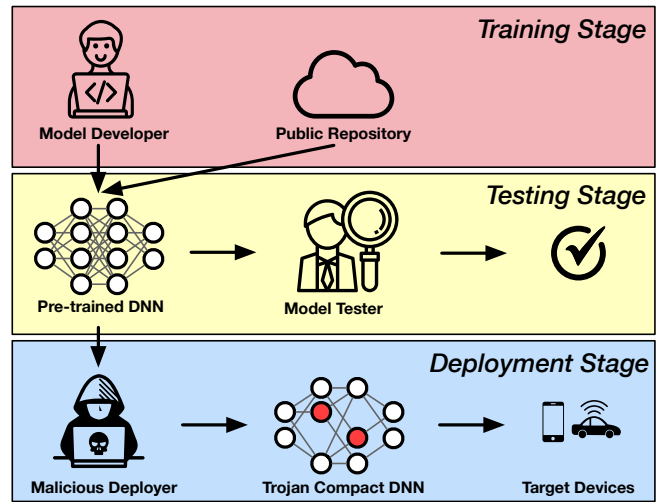 Training Stage
</>
Model Developer
Public Repository
Testing Stage
Pre-trained DNN
Model Tester
Deployment Stage
Malicious Deployer
Trojan Compact DNN
Target Devices